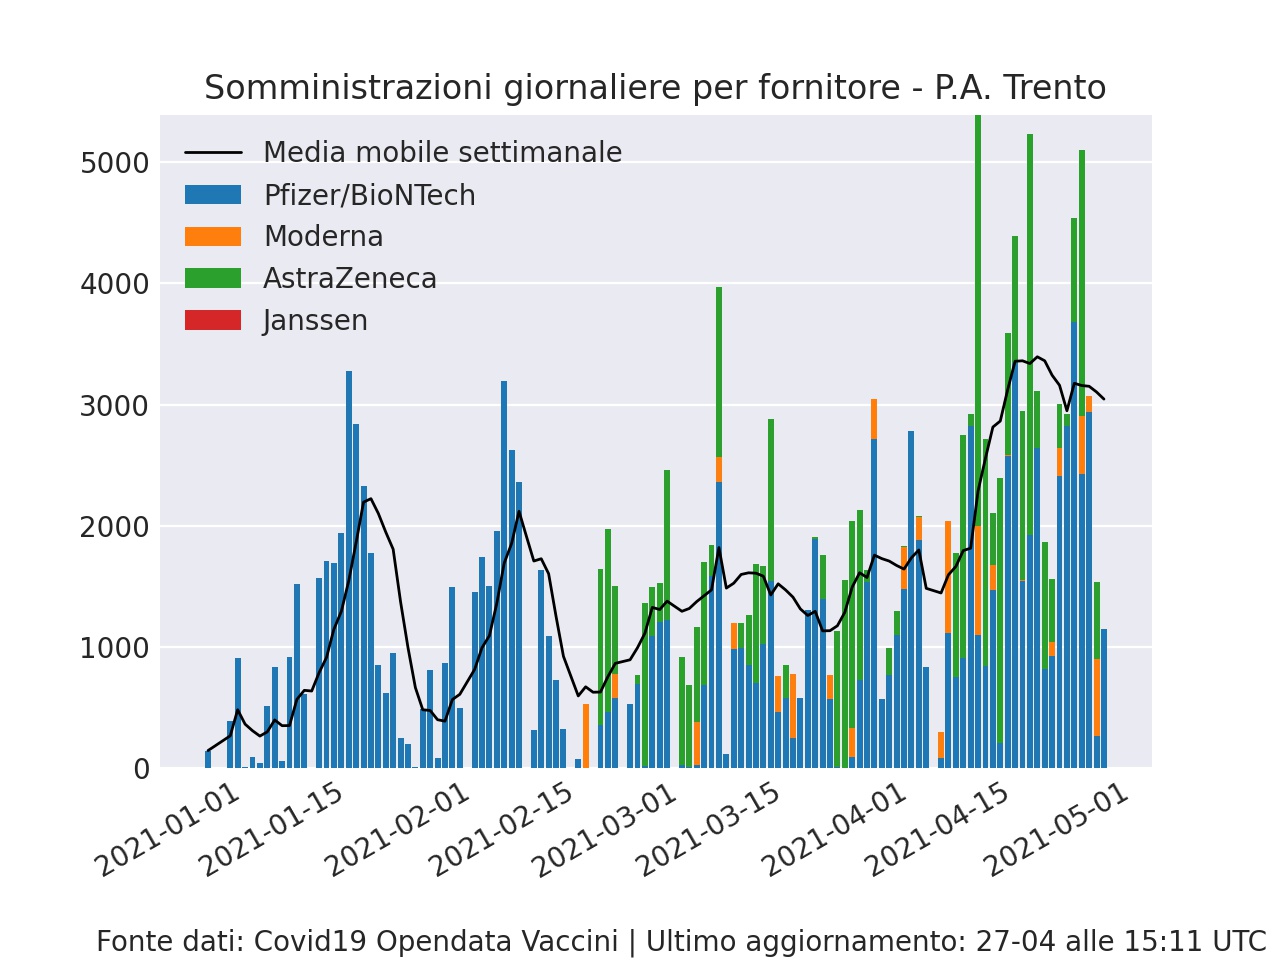 Somministrazioni giornaliere per fornitore - P.A. Trento
Media mobile settimanale
Pfizer/BioNTech
Moderna
AstraZeneca
Janssen
5000
4000
3000
2000
1000
0
2021-01-01
2021-01-15
2021-02-01
2021-02-15
2021-03-01
2021-03-15
2021-04-01
2021-04-15
2021-05-01
Fonte dati: Covid19 Opendata Vaccini | Ultimo aggiornamento: 27-04 alle 15:11 UTC